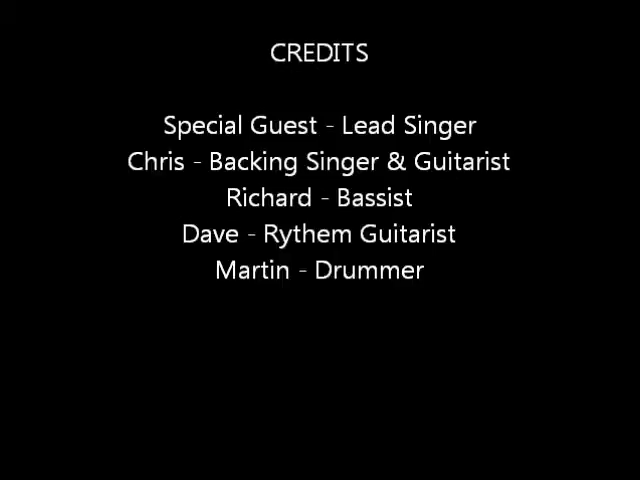 CREDITS
Special Guest - Lead Singer
Chris - Backing Singer & Guitarist
Richard - Bassist
Dave - Rythem Guitarist
Martin - Drummer